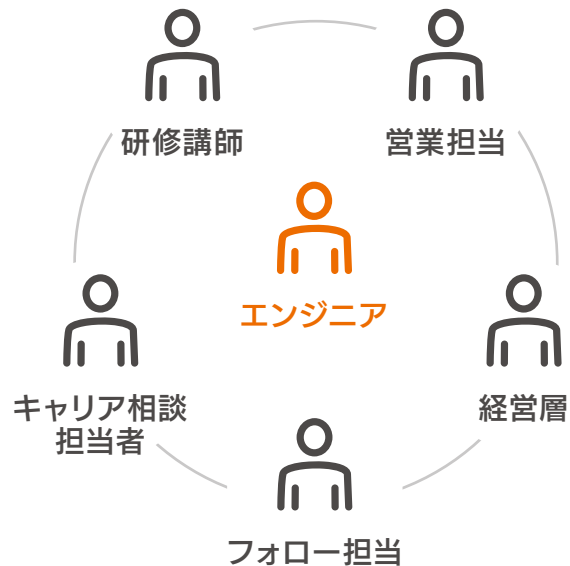 研修講師
営業担当
エンジニア
キャリア相談
担当者
経営層
フォロー担当